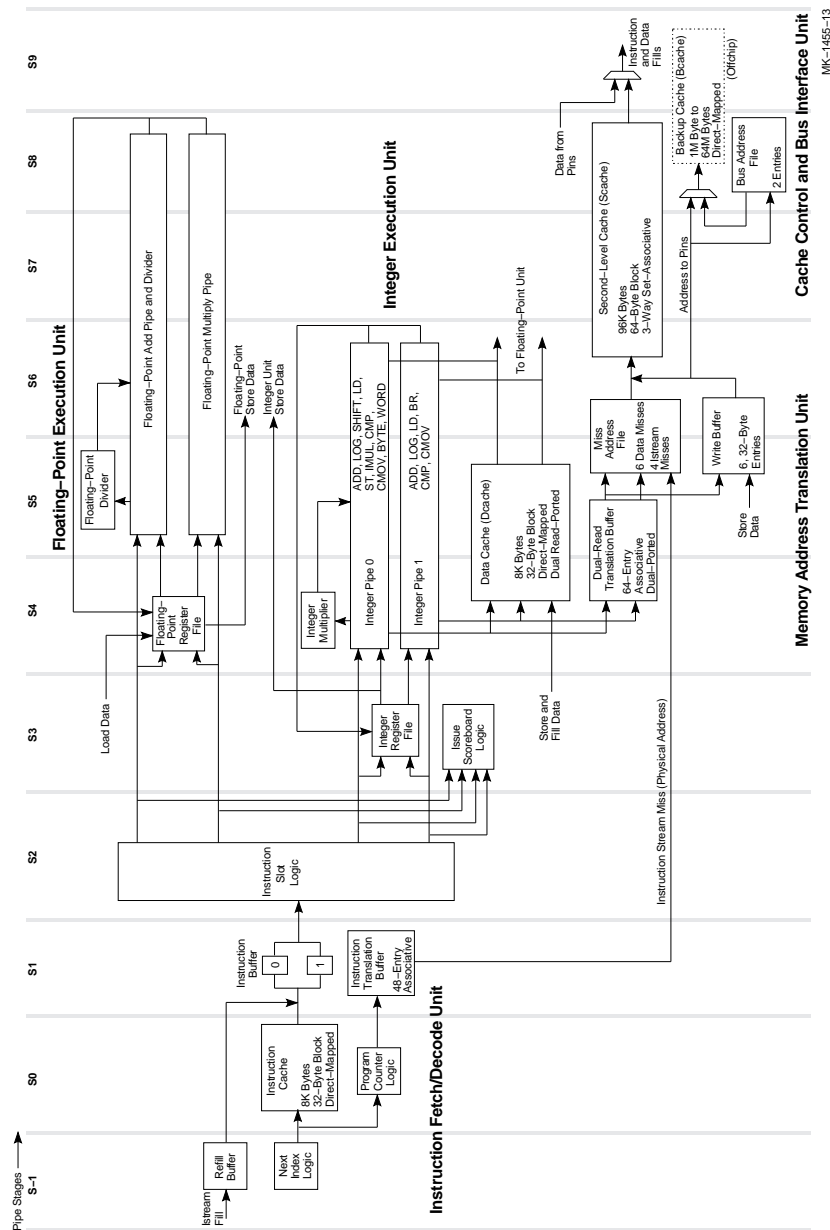 Pipe Stages
S–1
S0
S1
S2
S3
S4
S5
S6
S7
S8
S9
Floating–Point Execution Unit
Load Data
Floating–
Point
Register
File
Floating–Point
Divider
Floating–Point Add Pipe and Divider
Floating–Point Multiply Pipe
Floating–Point
Store Data
Integer Unit
Store Data
Istream
Fill
Refill
Buffer
Next
Index
Logic
Instruction
Cache
8K Bytes
32–Byte Block
Direct–Mapped
Program
Counter
Logic
Instruction
Buffer
0
1
Instruction
Translation
Buffer
48–Entry
Associative
Instruction Fetch/Decode Unit
Instruction
Slot
Logic
Integer
Register
File
Issue
Scoreboard
Logic
Integer
Multiplier
Integer Pipe 0
ADD, LOG, SHIFT, LD,
ST, IMUL, CMP,
CMOV, BYTE, WORD
Integer Pipe 1
ADD, LOG, LD, BR,
CMP, CMOV
Integer Execution Unit
Store and
Fill Data
Data Cache (Dcache)
8K Bytes
32–Byte Block
Direct–Mapped
Dual Read–Ported
To Floating–Point Unit
Dual–Read
Translation Buffer
64–Entry
Associative
Dual–Ported
Miss
Address
File
6 Data Misses
4 Istream
Misses
Store
Data
Write Buffer
6, 32–Byte
Entries
Instruction Stream Miss (Physical Address)
Memory Address Translation Unit
Second–Level Cache (Scache)
96K Bytes
64–Byte Block
3–Way Set–Associative
Data from
Pins
Instruction
and Data
Fills
Address to Pins
Backup Cache (Bcache)
1M Byte to
64M Bytes
Direct–Mapped
(Offchip)
Bus Address
File
2 Entries
Cache Control and Bus Interface Unit
MK–1455–13